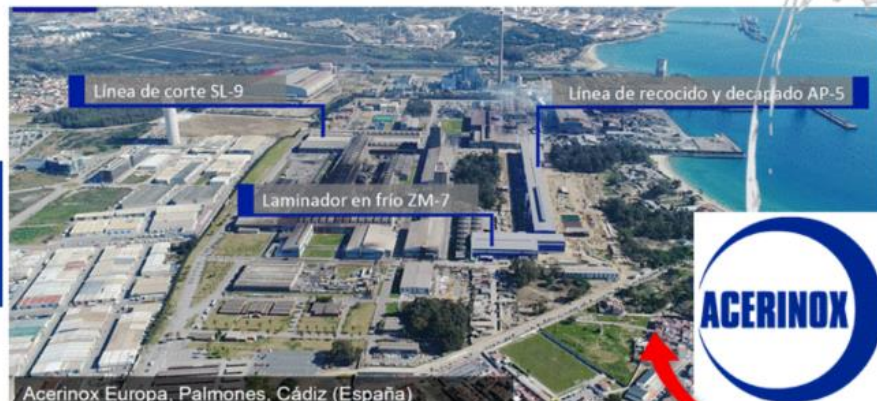 Línea de corte SL-9
Línea de recocido y decapado AP-5
Laminador en frío ZM-7
ACERINOX
Acerinox Europa, Palmones, Cádiz (España)